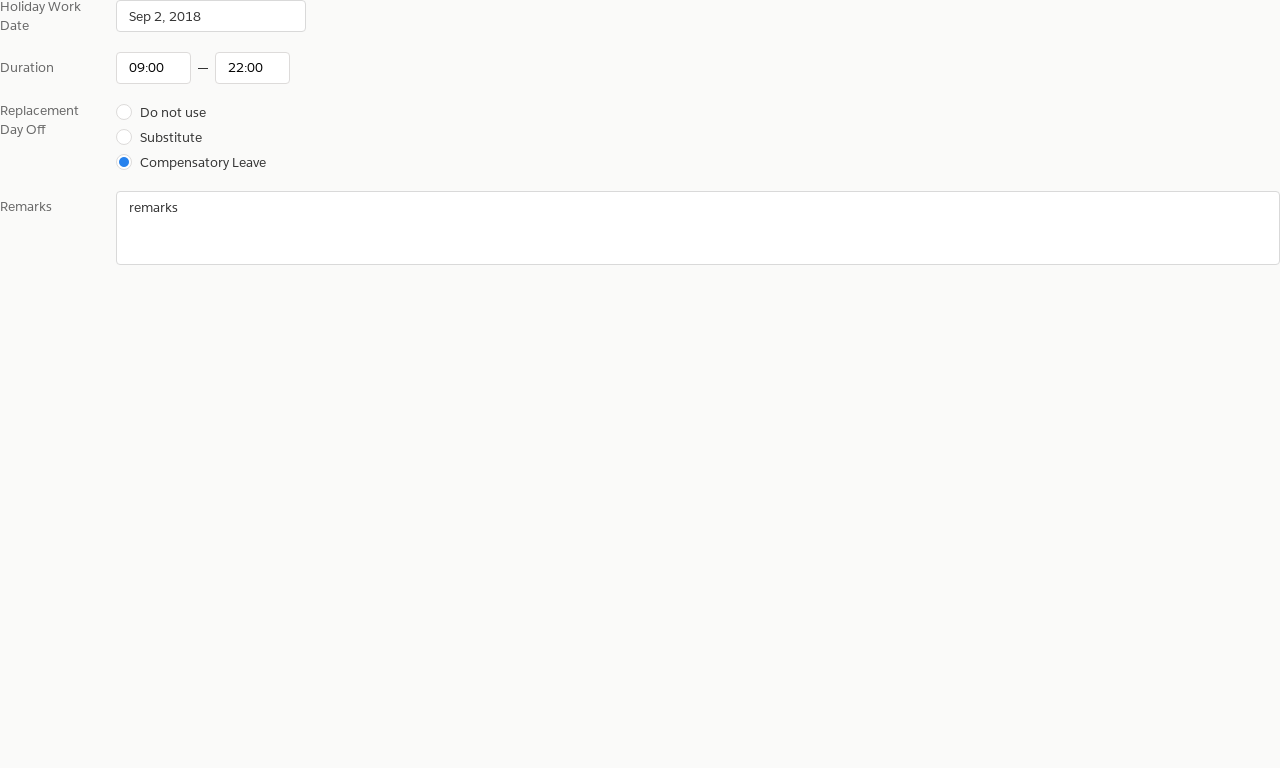 Holiday Work
Date
Sep 2, 2018
Duration
09:00 — 22:00
Replacement
Day Off
Do not use
Substitute
Compensatory Leave
Remarks
remarks